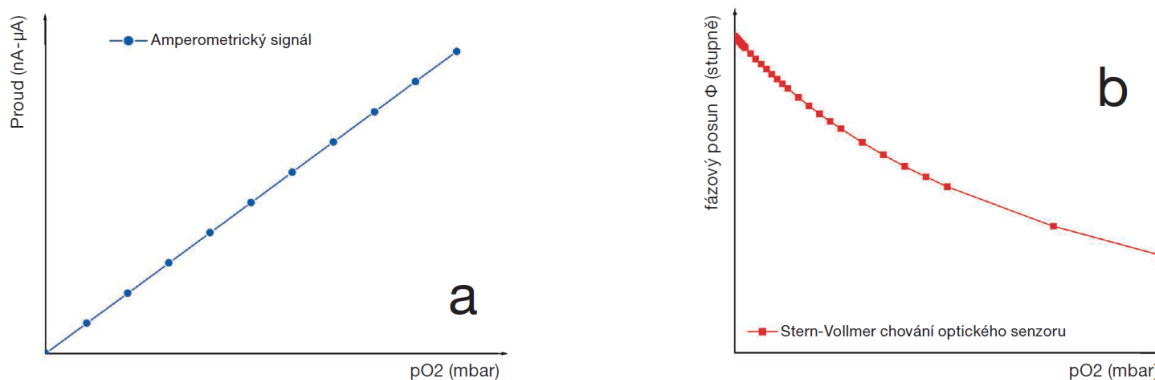 Proud (nA-µA)
Amperometrický signál
a
pO2 (mbar)
fázový posun Φ (stupně)
b
Stern-Vollmer chování optického senzoru
pO2 (mbar)